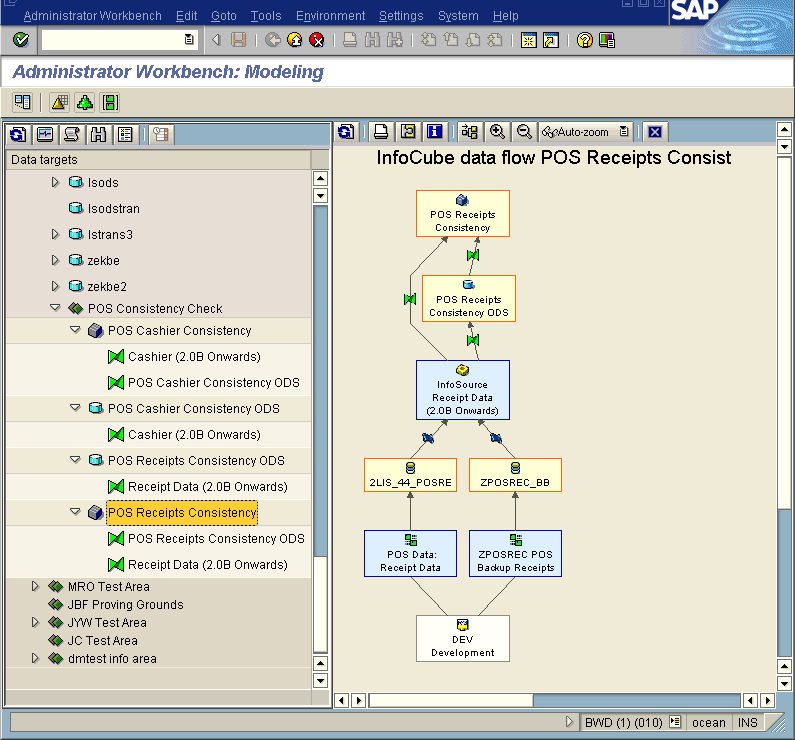 Administrator Workbench Edit Goto Tools Environment Settings System Help
SAP
Administrator Workbench: Modeling
Auto-zoom
Data targets
lsods
lsodstran
lstrans3
zekbe
zekbe2
POS Consistency Check
POS Cashier Consistency
Cashier (2.0B Onwards)
POS Cashier Consistency ODS
POS Cashier Consistency ODS
Cashier (2.0B Onwards)
POS Receipts Consistency ODS
Receipt Data (2.0B Onwards)
POS Receipts Consistency
POS Receipts Consistency ODS
Receipt Data (2.0B Onwards)
MRO Test Area
JBF Proving Grounds
JYW Test Area
JC Test Area
dmtest info area
InfoCube data flow POS Receipts Consist
POS Receipts
Consistency
POS Receipts
Consistency ODS
InfoSource
Receipt Data
(2.0B Onwards)
2LIS_44_POSRE
ZPOSREC_BB
POS Data:
Receipt Data
ZPOSREC POS
Backup Receipts
DEV
Development
BWD (1) (010) ocean INS